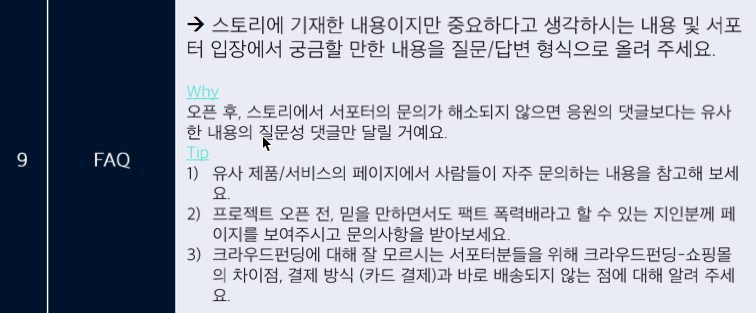 → 스토리에 기재한 내용이지만 중요하다고 생각하시는 내용 및 서포
터 입장에서 궁금할 만한 내용을 질문/답변 형식으로 올려 주세요.
Why
오픈 후, 스토리에서 서포터의 문의가 해소되지 않으면 응원의 댓글보다는 유사
한 내용의 질문성 댓글만 달릴 거예요.
9 FAQ
Tip
1) 유사 제품/서비스의 페이지에서 사람들이 자주 문의하는 내용을 참고해 보세
요.
2) 프로젝트 오픈 전, 믿을 만하면서도 팩트 폭력배라고 할 수 있는 지인분께 페
이지를 보여주시고 문의사항을 받아보세요.
3) 크라우드펀딩에 대해 잘 모르시는 서포터분들을 위해 크라우드펀딩-쇼핑몰
의 차이점, 결제 방식 (카드 결제)과 바로 배송되지 않는 점에 대해 알려 주세
요.